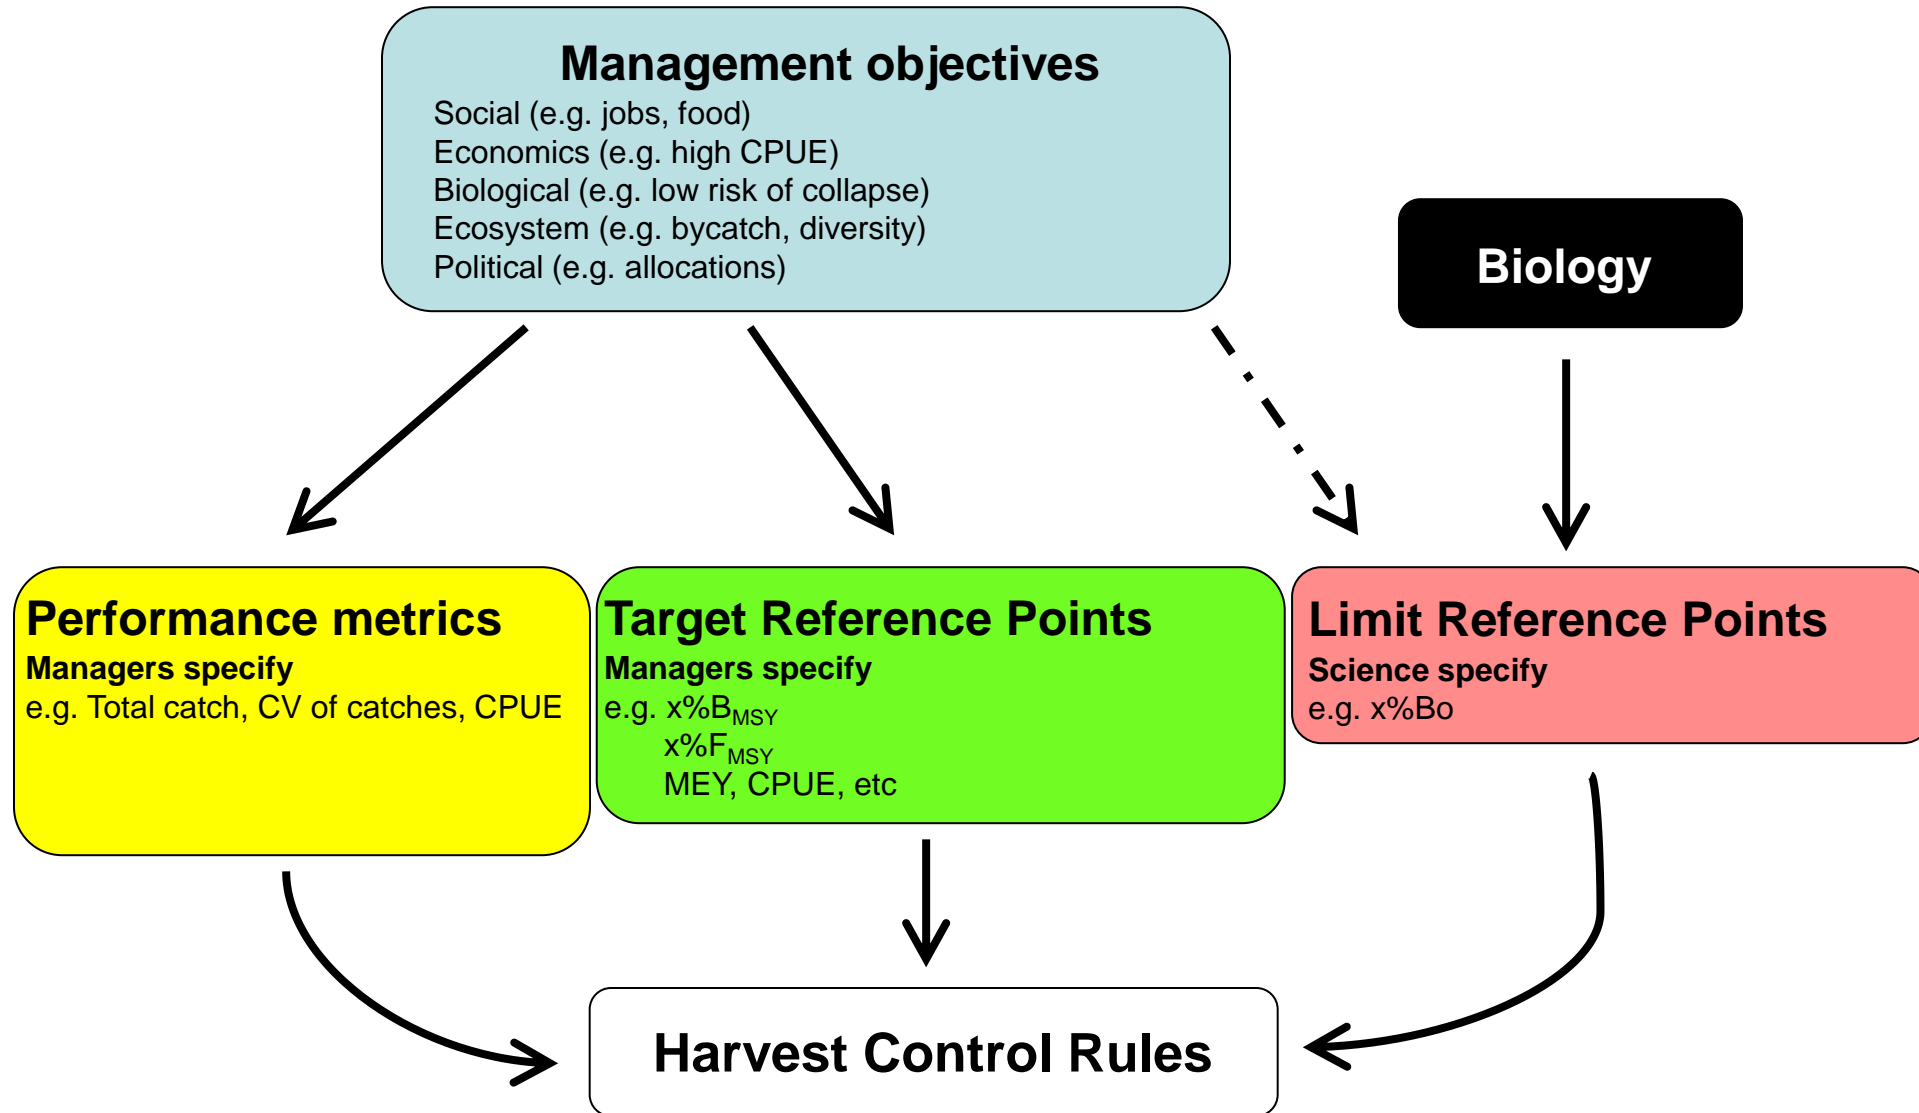 Management objectives
Social (e.g. jobs, food)
Economics (e.g. high CPUE)
Biological (e.g. low risk of collapse)
Ecosystem (e.g. bycatch, diversity)
Political (e.g. allocations)
Biology
Performance metrics
Managers specify
e.g. Total catch, CV of catches, CPUE
Target Reference Points
Managers specify
e.g. x%BMSY
x%FMSY
MEY, CPUE, etc
Limit Reference Points
Science specify
e.g. x%Bo
Harvest Control Rules